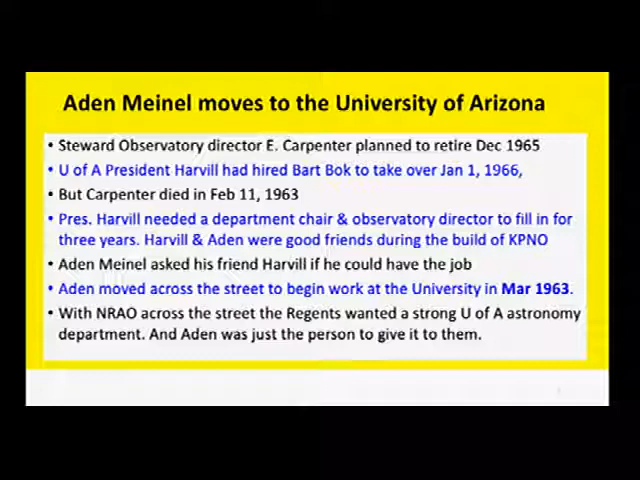 Aden Meinel moves to the University of Arizona
• Steward Observatory director E. Carpenter planned to retire Dec 1965
• U of A President Harvill had hired Bart Bok to take over Jan 1, 1966,
• But Carpenter died in Feb 11, 1963
• Pres. Harvill needed a department chair & observatory director to fill in for
three years. Harvill & Aden were good friends during the build of KPNO
• Aden Meinel asked his friend Harvill if he could have the job
• Aden moved across the street to begin work at the University in Mar 1963.
• With NRAO across the street the Regents wanted a strong U of A astronomy
department. And Aden was just the person to give it to them.